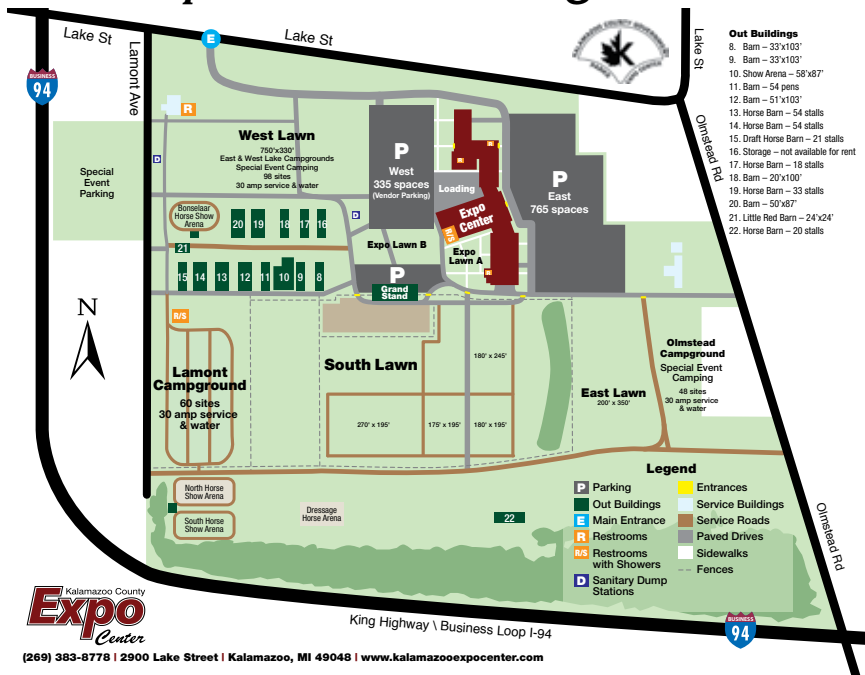 Lake St
Lake St
Lake St
Lamont Ave
Olmstead Rd
Olmstead Rd
BUSINESS
94
E
R
D
Special
Event
Parking
West Lawn
750'x330'
East & West Lake Campgrounds
Special Event Camping
98 sites
30 amp service & water
P
West
335 spaces
(Vendor Parking)
Loading
Expo
Center
R/S
P
East
765 spaces
Bonselaar
Horse Show
Arena
20
19
18
17
16
D
21
15
14
13
12
11
10
9
8
Expo Lawn B
Expo
Lawn A
P
Grand
Stand
N
R/S
Lamont
Campground
60 sites
30 amp service
& water
South Lawn
180' x 245'
270' x 195'
175' x 195'
180' x 195'
East Lawn
200' x 350'
Olmstead
Campground
Special Event
Camping
48 sites
30 amp service
& water
North Horse
Show Arena
South Horse
Show Arena
Dressage
Horse Arena
22
Out Buildings
8. Barn – 33'x103'
9. Barn – 33'x103'
10. Show Arena – 58'x87'
11. Barn – 54 pens
12. Barn – 51'x103'
13. Horse Barn – 54 stalls
14. Horse Barn – 54 stalls
15. Draft Horse Barn – 21 stalls
16. Storage – not available for rent
17. Horse Barn – 18 stalls
18. Barn – 20'x100'
19. Horse Barn – 33 stalls
20. Barn – 50'x87'
21. Little Red Barn – 24'x24'
22. Horse Barn – 20 stalls
Legend
P Parking
Out Buildings
E Main Entrance
R Restrooms
R/S Restrooms
with Showers
D Sanitary Dump
Stations
Entrances
Service Buildings
Service Roads
Paved Drives
Sidewalks
Fences
King Highway \ Business Loop I-94
BUSINESS
94
Kalamazoo County
Expo
Center
(269) 383-8778 | 2900 Lake Street | Kalamazoo, MI 49048 | www.kalamazooexpocenter.com